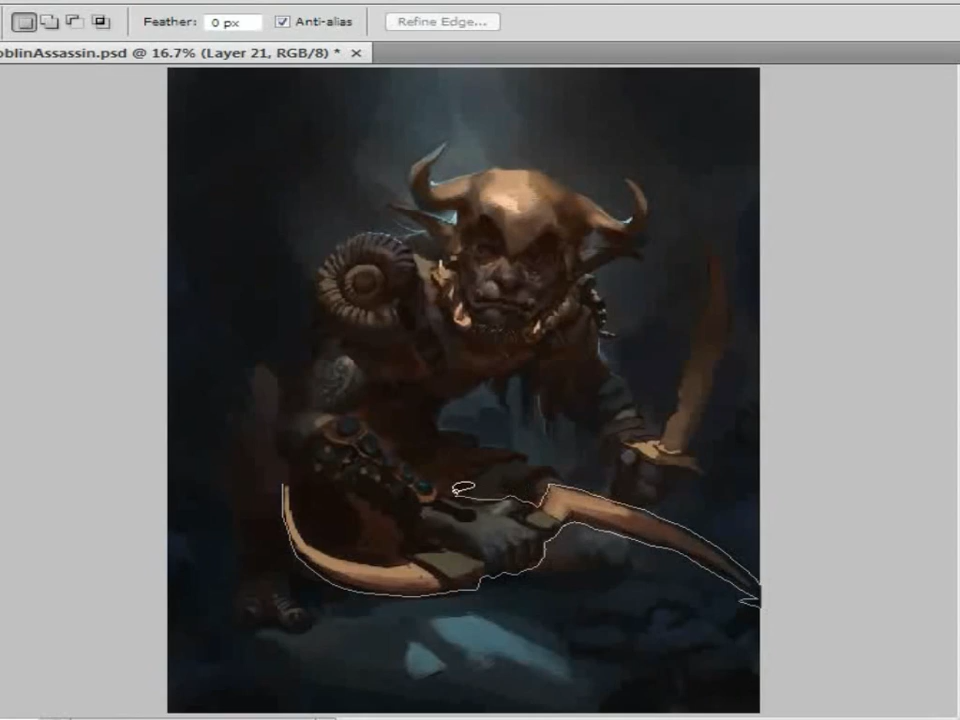 Feather: 0 px Anti-alias Refine Edge...
oblinAssassin.psd @ 16.7% (Layer 21, RGB/8) *